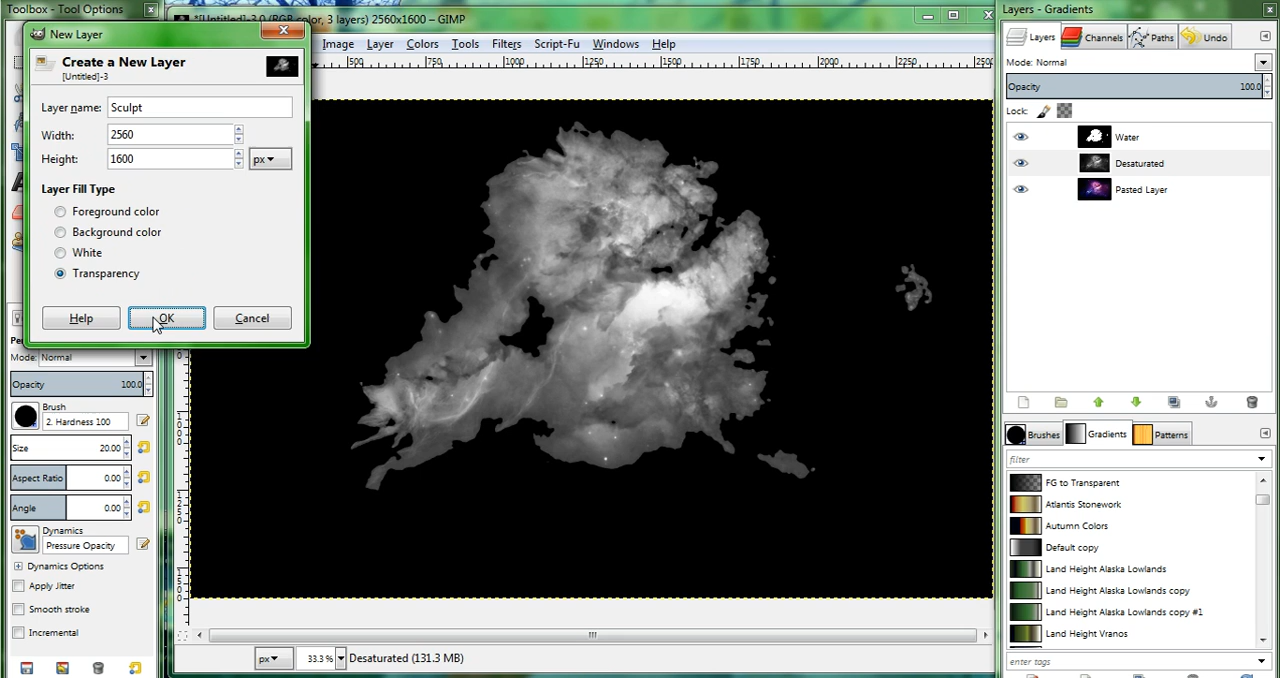 Toolbox - Tool Options
New Layer
Create a New Layer
[Untitled]-3
Layer name: Sculpt
Width: 2560
Height: 1600
px
Layer Fill Type
Foreground color
Background color
White
Transparency
Help
OK
Cancel
Mode: Normal
Opacity 100.0
Brush
2. Hardness 100
Size 20.00
Aspect Ratio 0.00
Angle 0.00
Dynamics
Pressure Opacity
Dynamics Options
Apply Jitter
Smooth stroke
Incremental
*[Untitled]-3.0 (RGB color, 3 layers) 2560x1600 – GIMP
Image Layer Colors Tools Filters Script-Fu Windows Help
500 750 1000 1250 1500 1750 2000 2250 2500
1000
1250
1500
px 33.3 % Desaturated (131.3 MB)
Layers - Gradients
Layers Channels Paths Undo
Mode: Normal
Opacity 100.0
Lock:
Water
Desaturated
Pasted Layer
Brushes Gradients Patterns
filter
FG to Transparent
Atlantis Stonework
Autumn Colors
Default copy
Land Height Alaska Lowlands
Land Height Alaska Lowlands copy
Land Height Alaska Lowlands copy #1
Land Height Vranos
enter tags